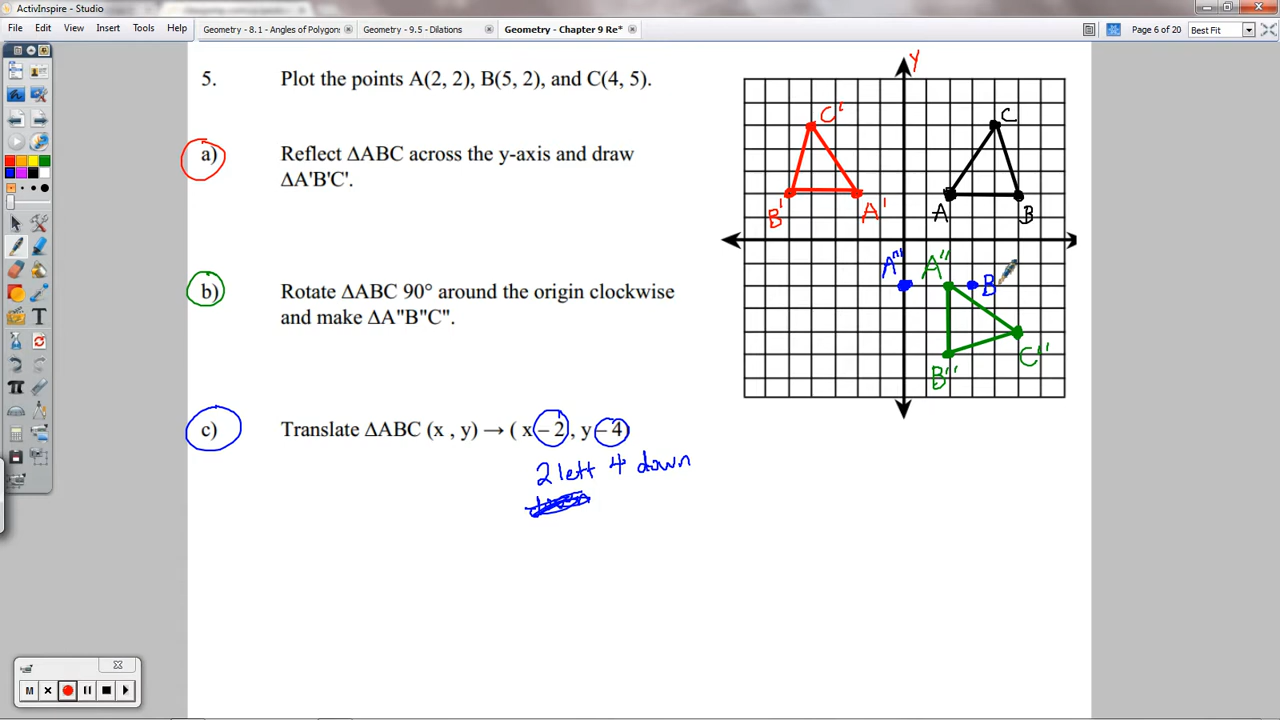 ActivInspire - Studio
File Edit View Insert Tools Help
Geometry - 8.1 - Angles of Polygon:
Geometry - 9.5 - Dilations
Geometry - Chapter 9 Re*
Page 6 of 20
Best Fit
5. Plot the points A(2, 2), B(5, 2), and C(4, 5).
a) Reflect ΔABC across the y-axis and draw
ΔA'B'C'.
b) Rotate ΔABC 90° around the origin clockwise
and make ΔA"B"C".
c) Translate ΔABC (x , y) → ( x – 2 , y – 4)
2 left 4 down
Y
C'
C
B'
A'
A
B
A'''
A''
B
C''
B''
M